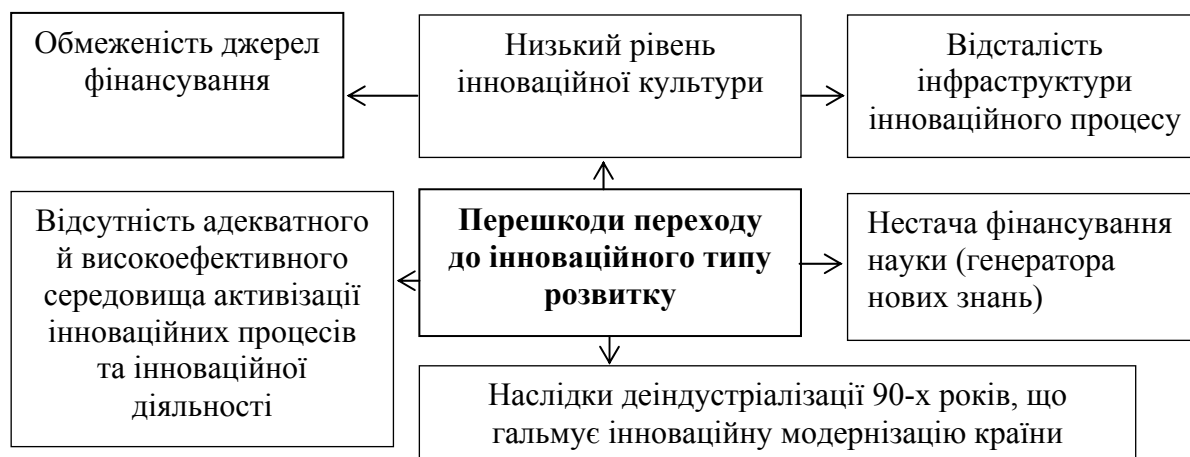 Обмеженість джерел
фінансування
Низький рівень
інноваційної культури
Відсталість
інфраструктури
інноваційного процесу
Відсутність адекватного
й високоефективного
середовища активізації
інноваційних процесів
та інноваційної
діяльності
Перешкоди переходу
до інноваційного типу
розвитку
Нестача фінансування
науки (генератора
нових знань)
Наслідки деіндустріалізації 90-х років, що
гальмує інноваційну модернізацію країни